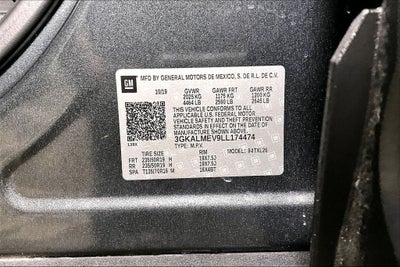 GM
MFD BY GENERAL MOTORS DE MEXICO, S. DE R.L. DE C.V.
10/19 GVWR GAWR FRT GAWR RR
2025 KG 1175 KG 1200 KG
4464 LB 2590 LB 2645 LB
THIS VEHICLE CONFORMS TO ALL
APPLICABLE U.S. FEDERAL MOTOR
VEHICLE SAFETY AND THEFT PREVENTION
STANDARDS IN EFFECT ON THE DATE OF
MANUFACTURE SHOWN ABOVE.
3GKALMEV9LL174474
TYPE: M.P.V.
TIRE SIZE RIM
FRT 235/50R19 H 19X7.5J
RR 235/50R19 H 19X7.5J
SPA T135/70R16 M 16X4BT